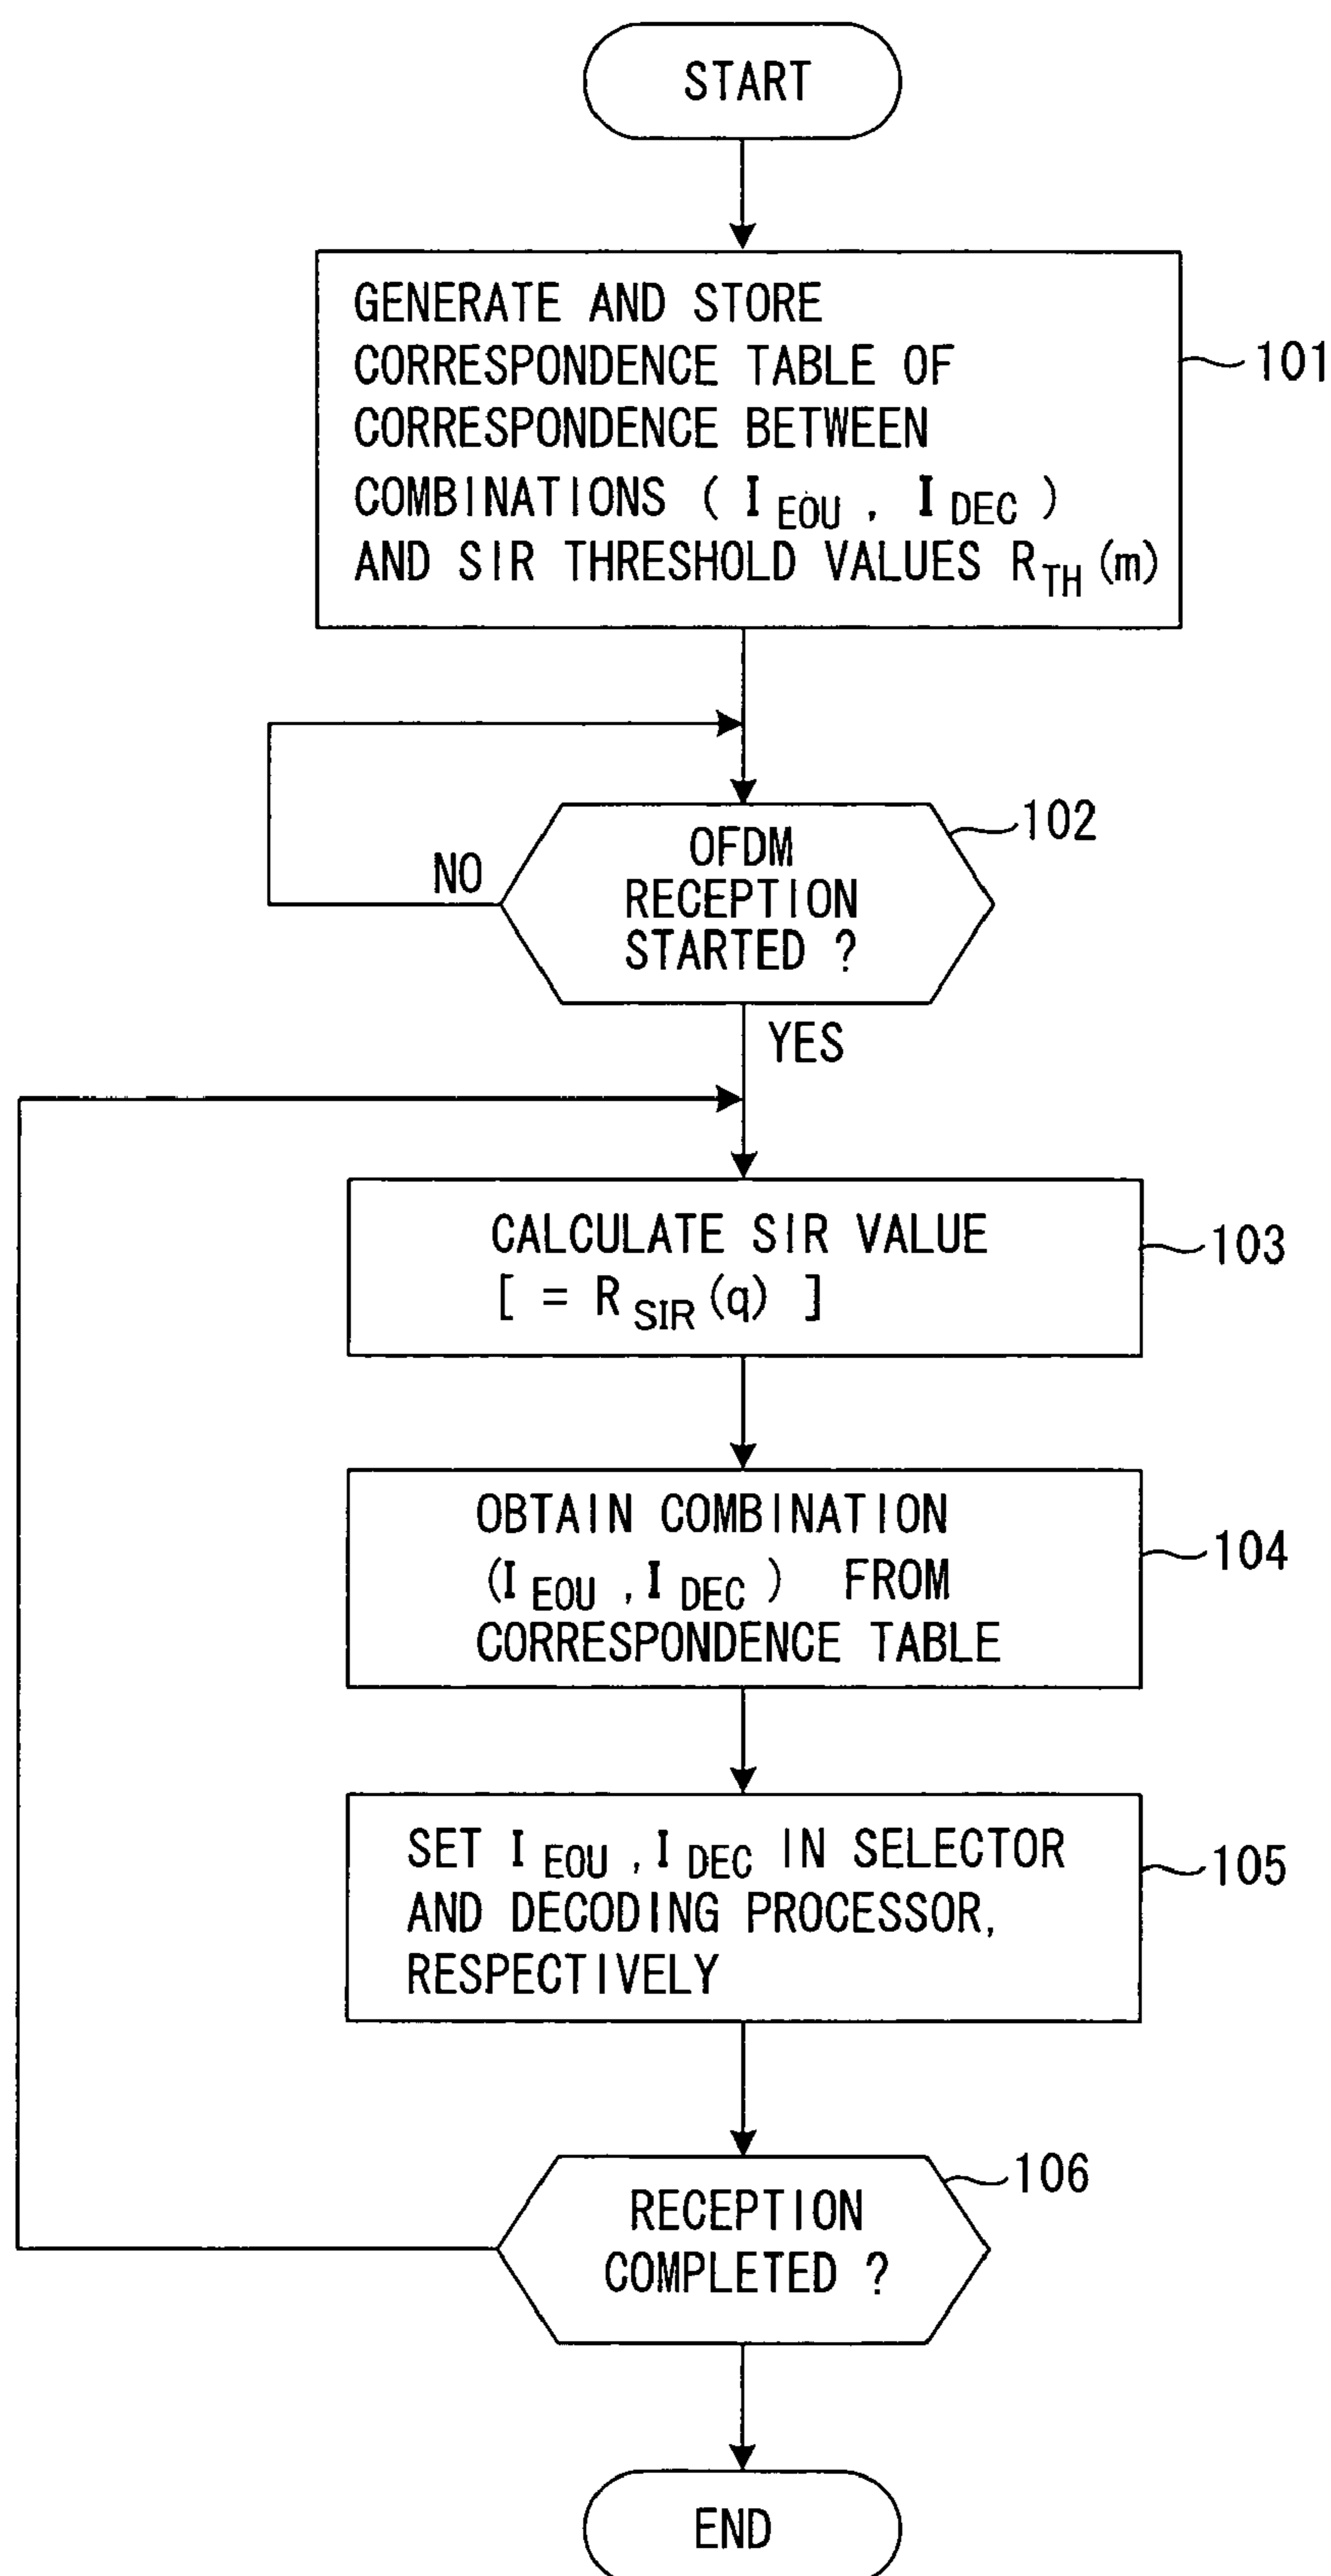 START
GENERATE AND STORE
CORRESPONDENCE TABLE OF
CORRESPONDENCE BETWEEN
COMBINATIONS ( I EOU , I DEC )
AND SIR THRESHOLD VALUES R TH (m)
101
102
OFDM
RECEPTION
STARTED ?
NO
YES
CALCULATE SIR VALUE
[ = R SIR (q) ]
103
OBTAIN COMBINATION
(I EOU , I DEC ) FROM
CORRESPONDENCE TABLE
104
SET I EOU , I DEC IN SELECTOR
AND DECODING PROCESSOR,
RESPECTIVELY
105
106
RECEPTION
COMPLETED ?
END